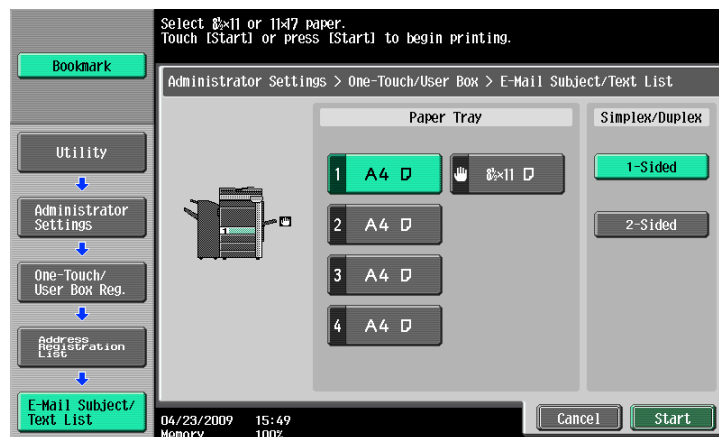 Select 8½×11 or 11×17 paper.
Touch [Start] or press [Start] to begin printing.
Bookmark
Administrator Settings > One-Touch/User Box > E-Mail Subject/Text List
Paper Tray
Simplex/Duplex
Utility
1 A4
8½×11
1-Sided
Administrator
Settings
1
2 A4
2-Sided
One-Touch/
User Box Reg.
3 A4
Address
Registration
List
4 A4
E-Mail Subject/
Text List
04/23/2009 15:49
Memory 100%
Cancel
Start